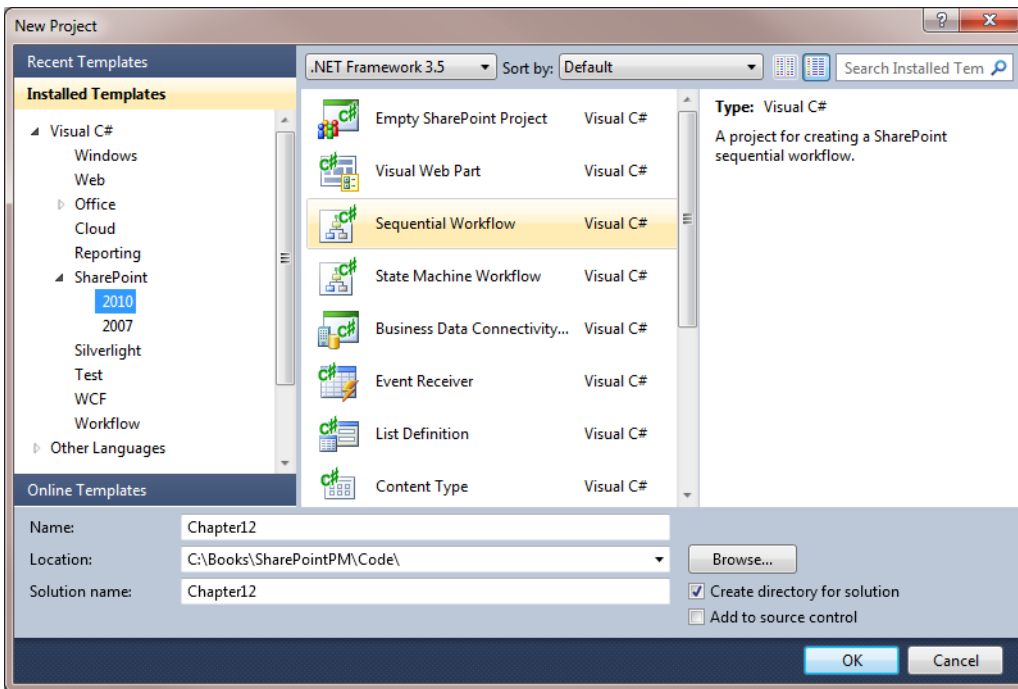 New Project
Recent Templates
Installed Templates
Visual C#
Windows
Web
Office
Cloud
Reporting
SharePoint
2010
2007
Silverlight
Test
WCF
Workflow
Other Languages
Online Templates
.NET Framework 3.5
Sort by: Default
Search Installed Tem
Empty SharePoint Project Visual C#
Visual Web Part Visual C#
Sequential Workflow Visual C#
State Machine Workflow Visual C#
Business Data Connectivity... Visual C#
Event Receiver Visual C#
List Definition Visual C#
Content Type Visual C#
Type: Visual C#
A project for creating a SharePoint
sequential workflow.
Name: Chapter12
Location: C:\Books\SharePointPM\Code\
Browse...
Solution name: Chapter12
Create directory for solution
Add to source control
OK
Cancel